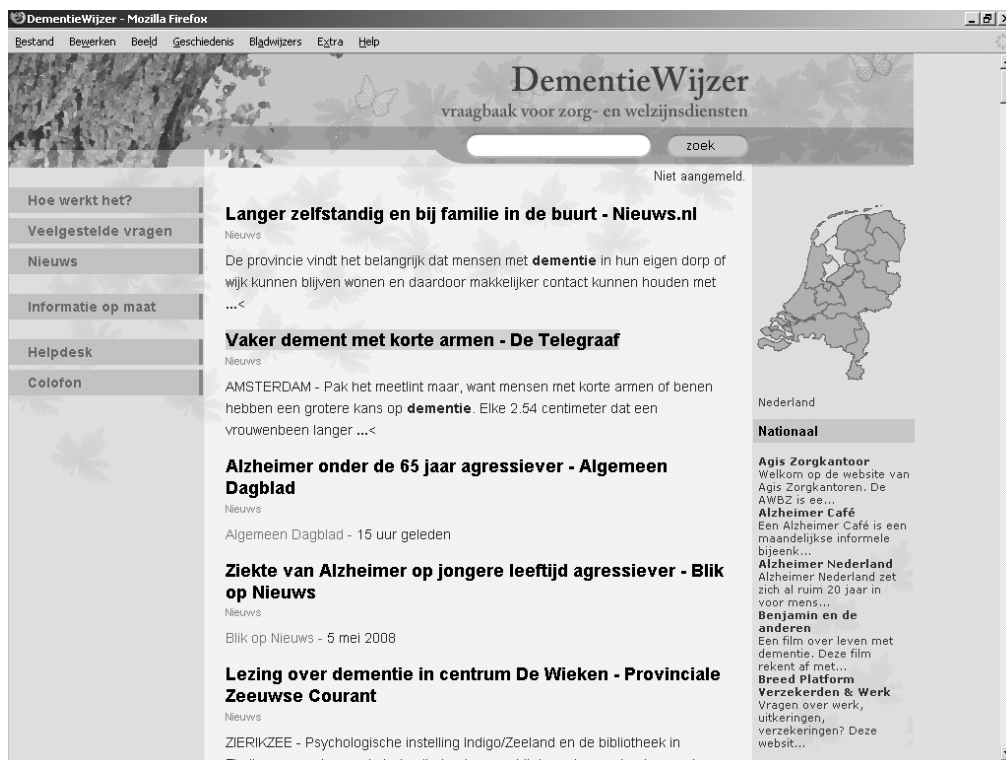 DementieWijzer - Mozilla Firefox
Bestand Bewerken Beeld Geschiedenis Bladwijzers Extra Help
DementieWijzer
vraagbaak voor zorg- en welzijnsdiensten
zoek
Niet aangemeld.
Hoe werkt het?
Veelgestelde vragen
Nieuws
Informatie op maat
Helpdesk
Colofon
Langer zelfstandig en bij familie in de buurt - Nieuws.nl
Nieuws
De provincie vindt het belangrijk dat mensen met dementie in hun eigen dorp of
wijk kunnen blijven wonen en daardoor makkelijker contact kunnen houden met
...<
Vaker dement met korte armen - De Telegraaf
Nieuws
AMSTERDAM - Pak het meetlint maar, want mensen met korte armen of benen
hebben een grotere kans op dementie. Elke 2.54 centimeter dat een
vrouwenbeen langer ...<
Alzheimer onder de 65 jaar agressiever - Algemeen
Dagblad
Nieuws
Algemeen Dagblad - 15 uur geleden
Ziekte van Alzheimer op jongere leeftijd agressiever - Blik
op Nieuws
Nieuws
Blik op Nieuws - 5 mei 2008
Lezing over dementie in centrum De Wieken - Provinciale
Zeeuwse Courant
Nieuws
ZIERIKZEE - Psychologische instelling Indigo/Zeeland en de bibliotheek in
Nederland
Nationaal
Agis Zorgkantoor
Welkom op de website van
Agis Zorgkantoren. De
AWBZ is ee...
Alzheimer Café
Een Alzheimer Café is een
maandelijkse informele
bijeenk...
Alzheimer Nederland
Alzheimer Nederland zet
zich al ruim 20 jaar in
voor mens...
Benjamin en de
anderen
Een film over leven met
dementie. Deze film
rekent af met...
Breed Platform
Verzekerden & Werk
Vragen over werk,
uitkeringen,
verzekeringen? Deze
websit...